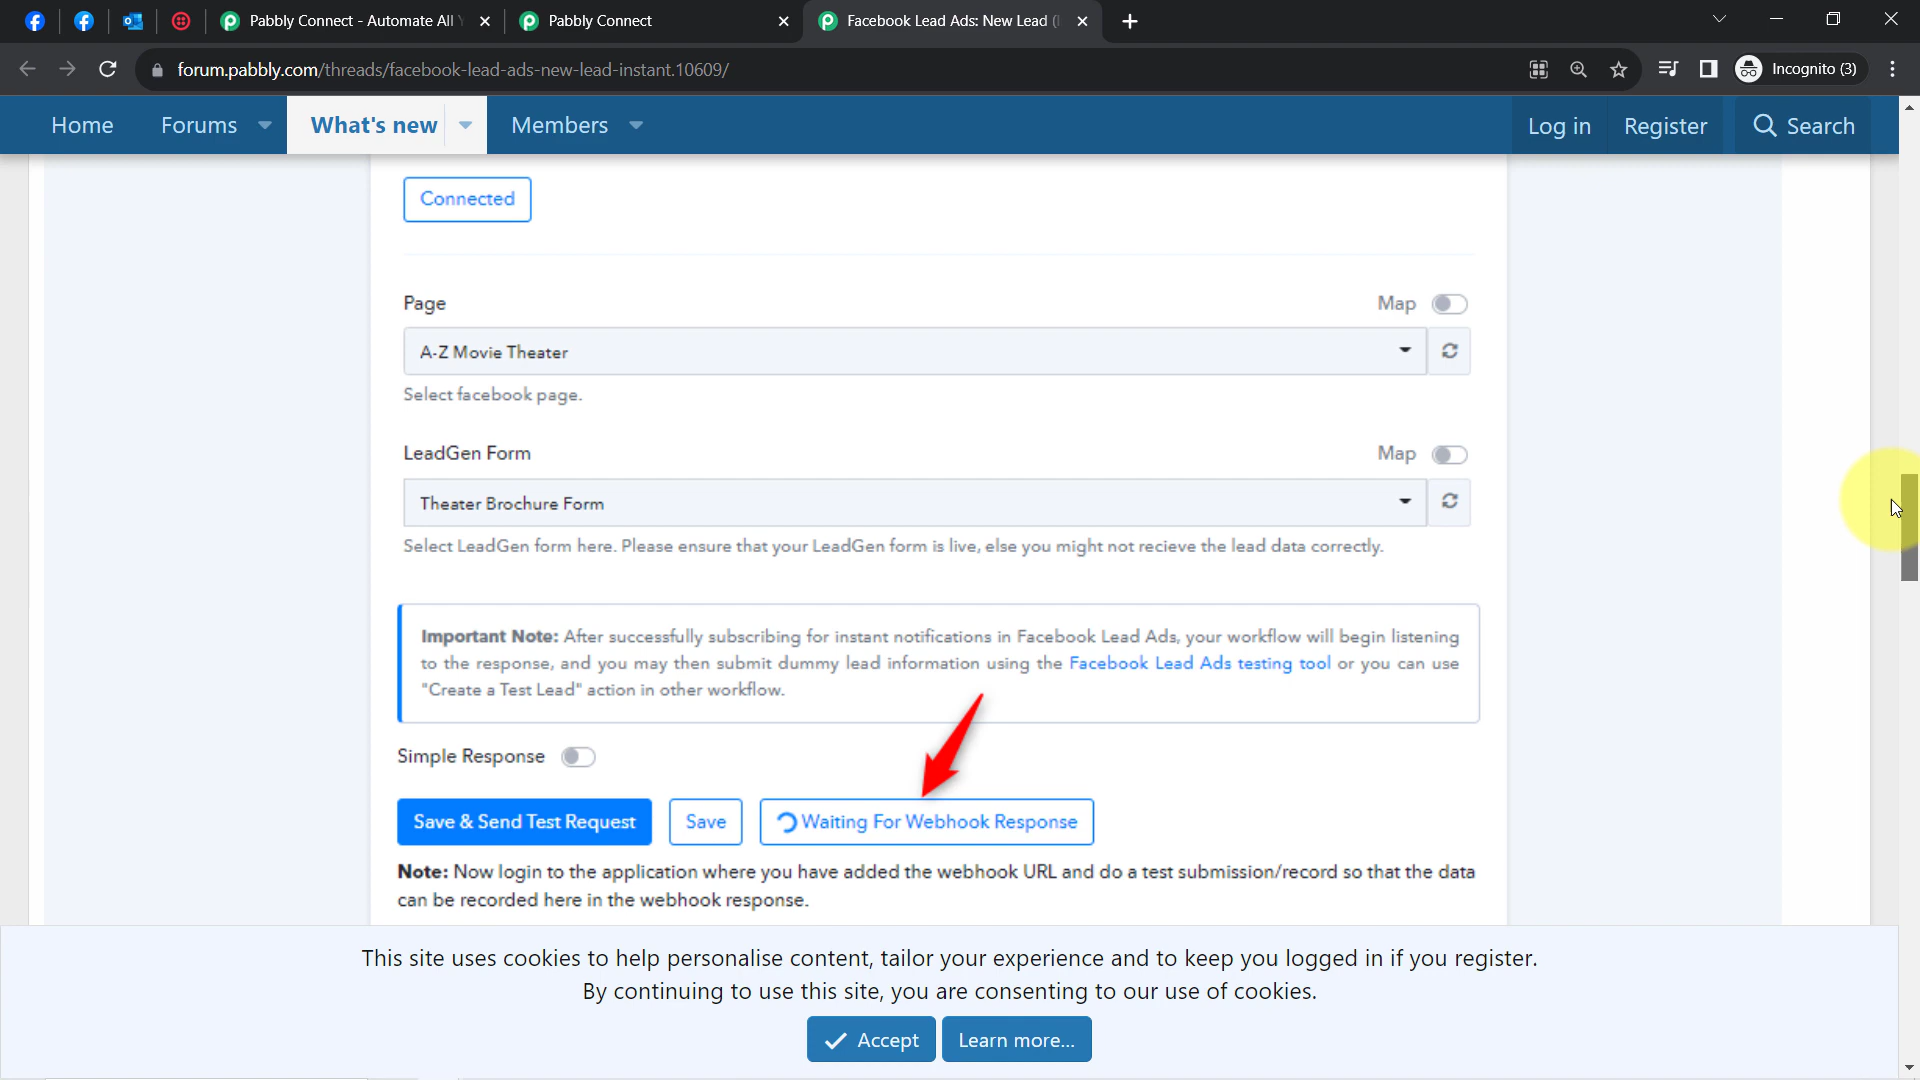 Pabbly Connect - Automate All
Pabbly Connect
Facebook Lead Ads: New Lead (
forum.pabbly.com/threads/facebook-lead-ads-new-lead-instant.10609/
Incognito (3)
Home
Forums
What's new
Members
Log in
Register
Search
Connected
Page
Map
A-Z Movie Theater
Select facebook page.
LeadGen Form
Map
Theater Brochure Form
Select LeadGen form here. Please ensure that your LeadGen form is live, else you might not recieve the lead data correctly.
Important Note: After successfully subscribing for instant notifications in Facebook Lead Ads, your workflow will begin listening
to the response, and you may then submit dummy lead information using the Facebook Lead Ads testing tool or you can use
"Create a Test Lead" action in other workflow.
Simple Response
Save & Send Test Request
Save
Waiting For Webhook Response
Note: Now login to the application where you have added the webhook URL and do a test submission/record so that the data
can be recorded here in the webhook response.
This site uses cookies to help personalise content, tailor your experience and to keep you logged in if you register.
By continuing to use this site, you are consenting to our use of cookies.
Accept
Learn more...